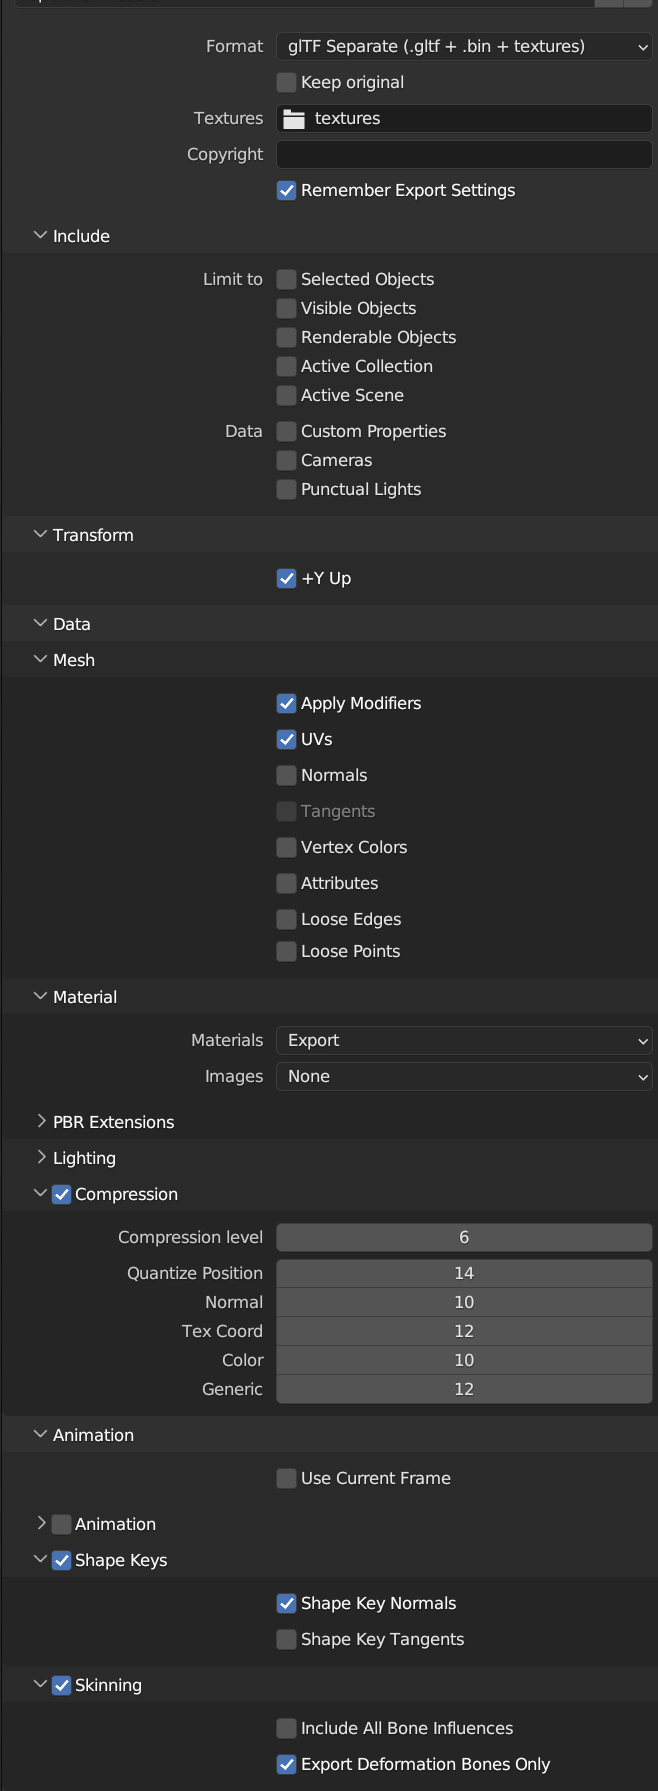 Format glTF Separate (.gltf + .bin + textures)
Keep original
Textures textures
Copyright
Remember Export Settings
Include
Limit to Selected Objects
Visible Objects
Renderable Objects
Active Collection
Active Scene
Data Custom Properties
Cameras
Punctual Lights
Transform
+Y Up
Data
Mesh
Apply Modifiers
UVs
Normals
Tangents
Vertex Colors
Attributes
Loose Edges
Loose Points
Material
Materials Export
Images None
PBR Extensions
Lighting
Compression
Compression level 6
Quantize Position 14
Normal 10
Tex Coord 12
Color 10
Generic 12
Animation
Use Current Frame
Animation
Shape Keys
Shape Key Normals
Shape Key Tangents
Skinning
Include All Bone Influences
Export Deformation Bones Only